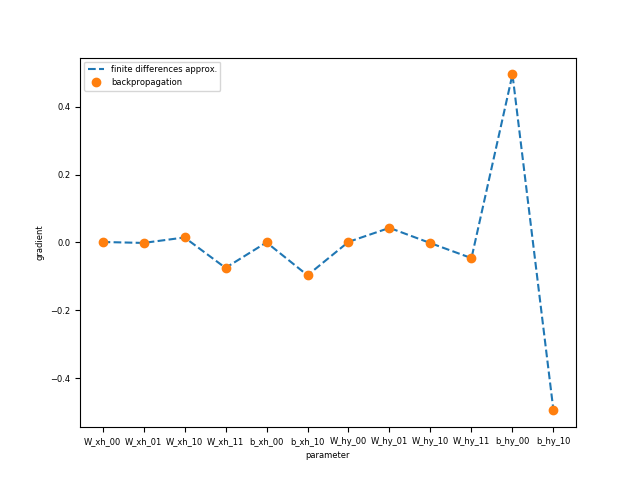 finite differences approx.
backpropagation
gradient
0.4
0.2
0.0
−0.2
−0.4
W_xh_00 W_xh_01 W_xh_10 W_xh_11 b_xh_00 b_xh_10 W_hy_00 W_hy_01 W_hy_10 W_hy_11 b_hy_00 b_hy_10
parameter